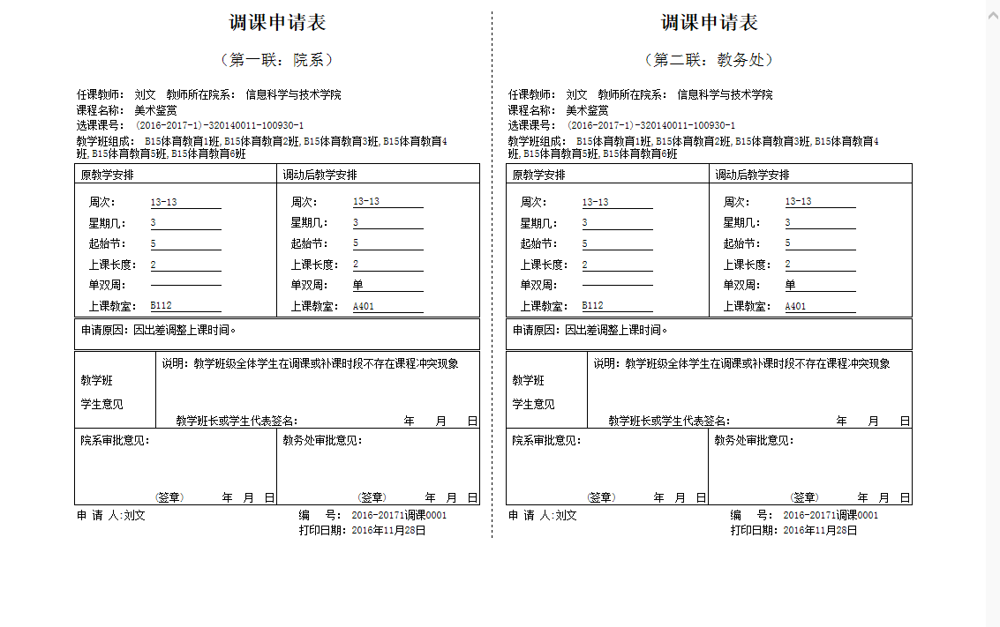 调课申请表
（第一联：院系）
任课教师： 刘文 教师所在院系： 信息科学与技术学院
课程名称： 美术鉴赏
选课课号： (2016-2017-1)-320140011-100930-1
教学班组成： B15体育教育1班,B15体育教育2班,B15体育教育3班,B15体育教育4
班,B15体育教育5班,B15体育教育6班
原教学安排 调动后教学安排
周次： 13-13 周次： 13-13
星期几： 3 星期几： 3
起始节： 5 起始节： 5
上课长度： 2 上课长度： 2
单双周： 单双周： 单
上课教室： B112 上课教室： A401
申请原因：因出差调整上课时间。
说明：教学班级全体学生在调课或补课时段不存在课程冲突现象
教学班
学生意见
教学班长或学生代表签名： 年 月 日
院系审批意见： 教务处审批意见：
(签章) 年 月 日 (签章) 年 月 日
申 请 人:刘文 编 号： 2016-20171调课0001
打印日期：2016年11月28日
调课申请表
（第二联：教务处）
任课教师： 刘文 教师所在院系： 信息科学与技术学院
课程名称： 美术鉴赏
选课课号： (2016-2017-1)-320140011-100930-1
教学班组成： B15体育教育1班,B15体育教育2班,B15体育教育3班,B15体育教育4
班,B15体育教育5班,B15体育教育6班
原教学安排 调动后教学安排
周次： 13-13 周次： 13-13
星期几： 3 星期几： 3
起始节： 5 起始节： 5
上课长度： 2 上课长度： 2
单双周： 单双周： 单
上课教室： B112 上课教室： A401
申请原因：因出差调整上课时间。
说明：教学班级全体学生在调课或补课时段不存在课程冲突现象
教学班
学生意见
教学班长或学生代表签名： 年 月 日
院系审批意见： 教务处审批意见：
(签章) 年 月 日 (签章) 年 月 日
申 请 人:刘文 编 号： 2016-20171调课0001
打印日期：2016年11月28日